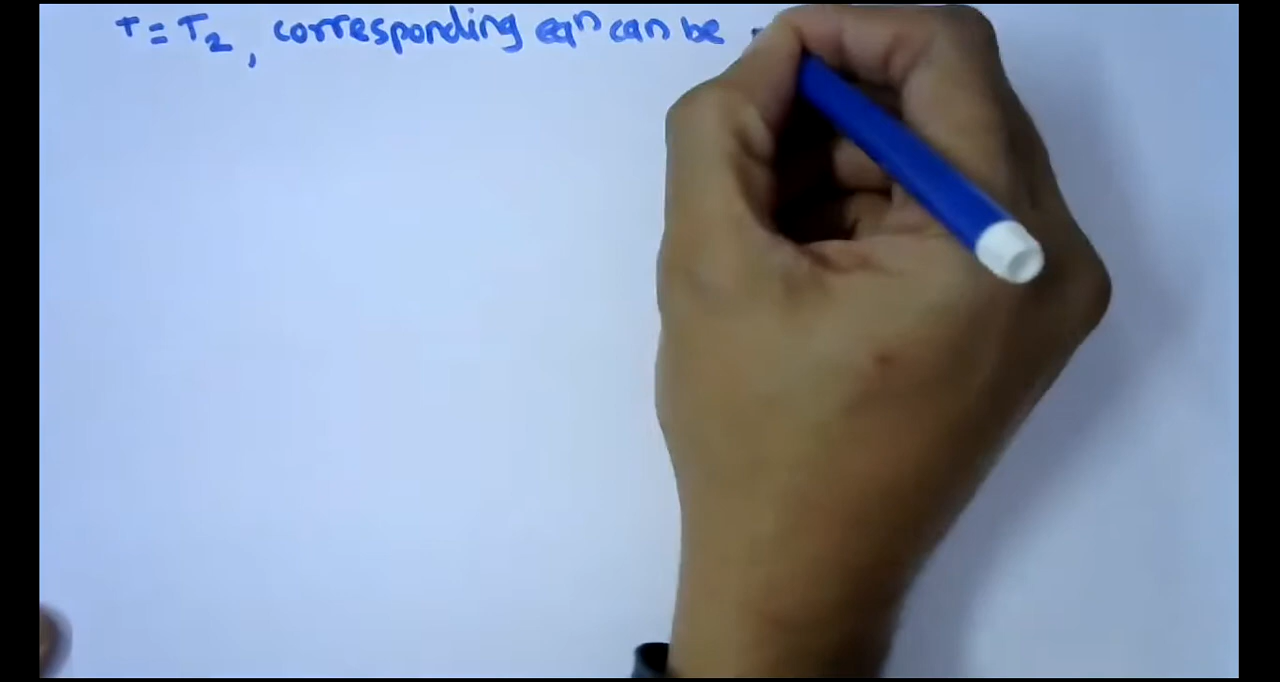 T = T₂, corresponding eqⁿ can be